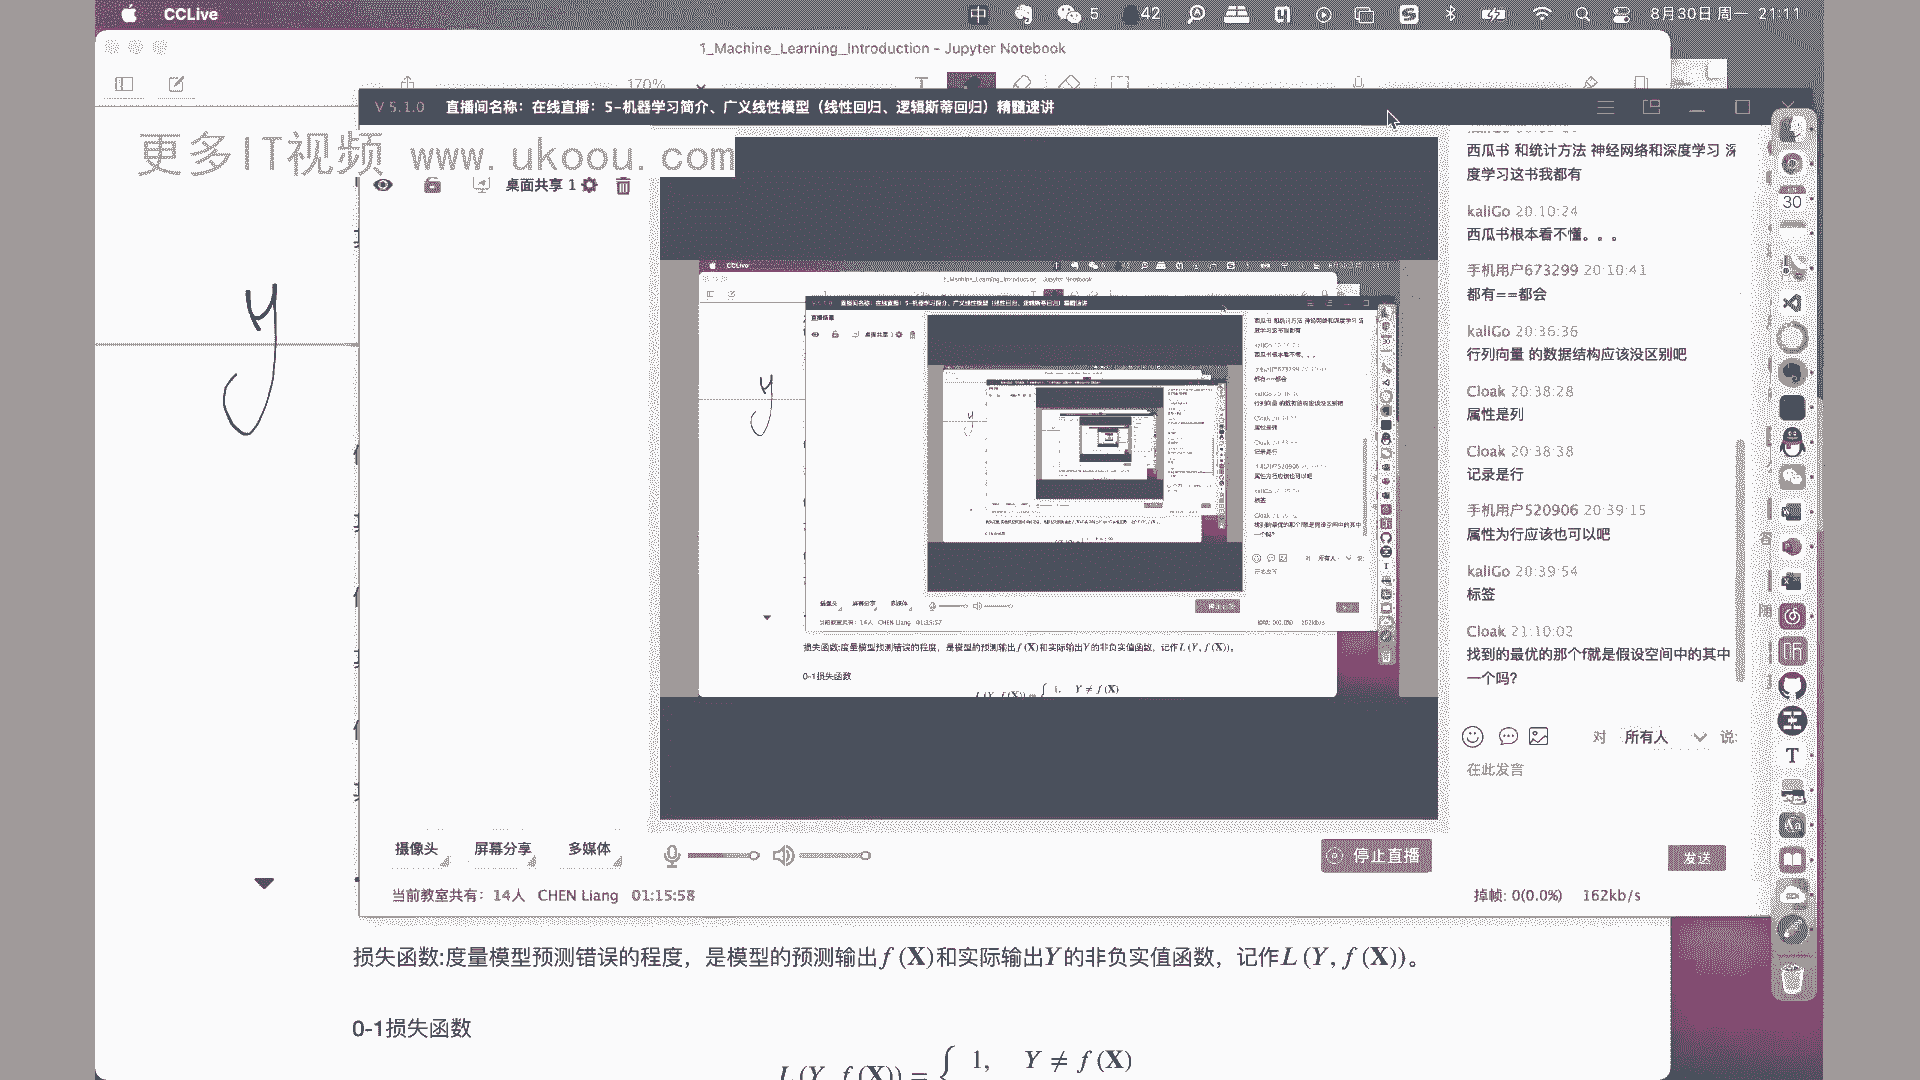 CCLive
中
5
42
8月30日 周一 21:11
1_Machine_Learning_Introduction - Jupyter Notebook
170%
V 5.1.0 直播间名称：在线直播：5-机器学习简介、广义线性模型（线性回归、逻辑斯蒂回归）精髓速讲
更多IT视频 www.ukoou.com
桌面共享 1
y
西瓜书 和统计方法 神经网络和深度学习 深
度学习这书我都有
kaliGo 20:10:24
西瓜书根本看不懂。。。
手机用户673299 20:10:41
都有==都会
kaliGo 20:36:36
行列向量 的数据结构应该没区别吧
Cloak 20:38:28
属性是列
Cloak 20:38:38
记录是行
手机用户520906 20:39:15
属性为行应该也可以吧
kaliGo 20:39:54
标签
Cloak 21:10:02
找到的最优的那个f就是假设空间中的其中
一个吗?
对 所有人 说:
在此发言
发送
摄像头 屏幕分享 多媒体
停止直播
当前教室共有：14人 CHEN Liang 01:15:58
掉帧: 0(0.0%) 162kb/s
30
损失函数:度量模型预测错误的程度，是模型的预测输出f (X)和实际输出Y的非负实值函数，记作L (Y, f (X))。
0-1损失函数
L (Y, f (X)) = { 1, Y ≠ f (X)